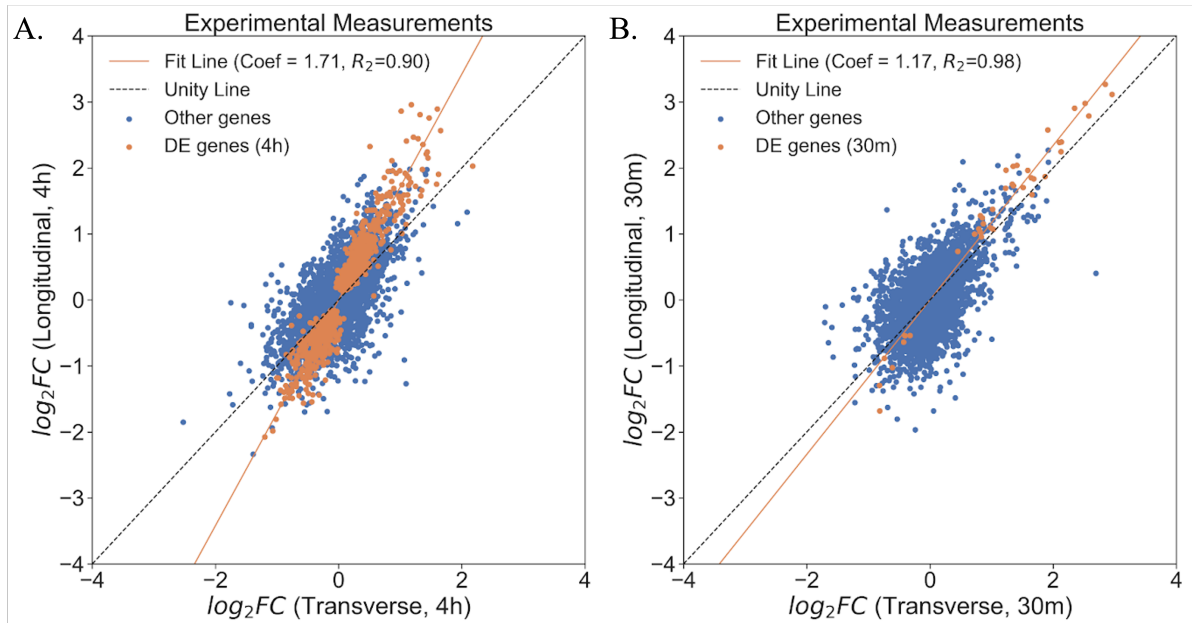 A.
Experimental Measurements
Fit Line (Coef = 1.71, R₂=0.90)
Unity Line
Other genes
DE genes (4h)
4
3
2
1
0
−1
−2
−3
−4
log₂FC (Longitudinal, 4h)
−4
−2
0
2
4
log₂FC (Transverse, 4h)
B.
Experimental Measurements
Fit Line (Coef = 1.17, R₂=0.98)
Unity Line
Other genes
DE genes (30m)
4
3
2
1
0
−1
−2
−3
−4
log₂FC (Longitudinal, 30m)
−4
−2
0
2
4
log₂FC (Transverse, 30m)